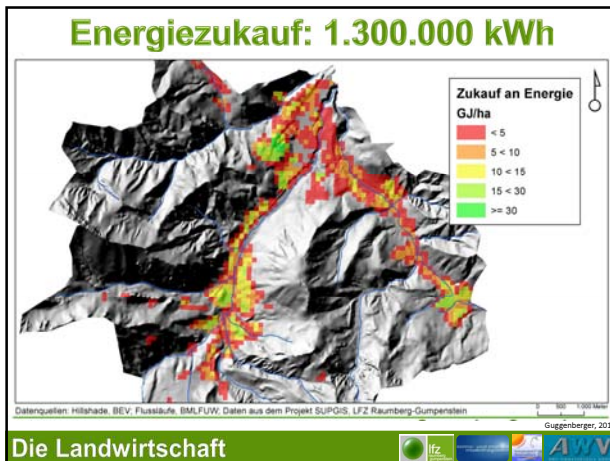 Energiezukauf: 1.300.000 kWh
Zukauf an Energie
GJ/ha
< 5
5 < 10
10 < 15
15 < 30
>= 30
Datenquellen: Hillshade, BEV; Flussläufe, BMLFUW; Daten aus dem Projekt SUPGIS, LFZ Raumberg-Gumpenstein
0 500 1.000 Meter
Guggenberger, 201
Die Landwirtschaft
lfz
AWV